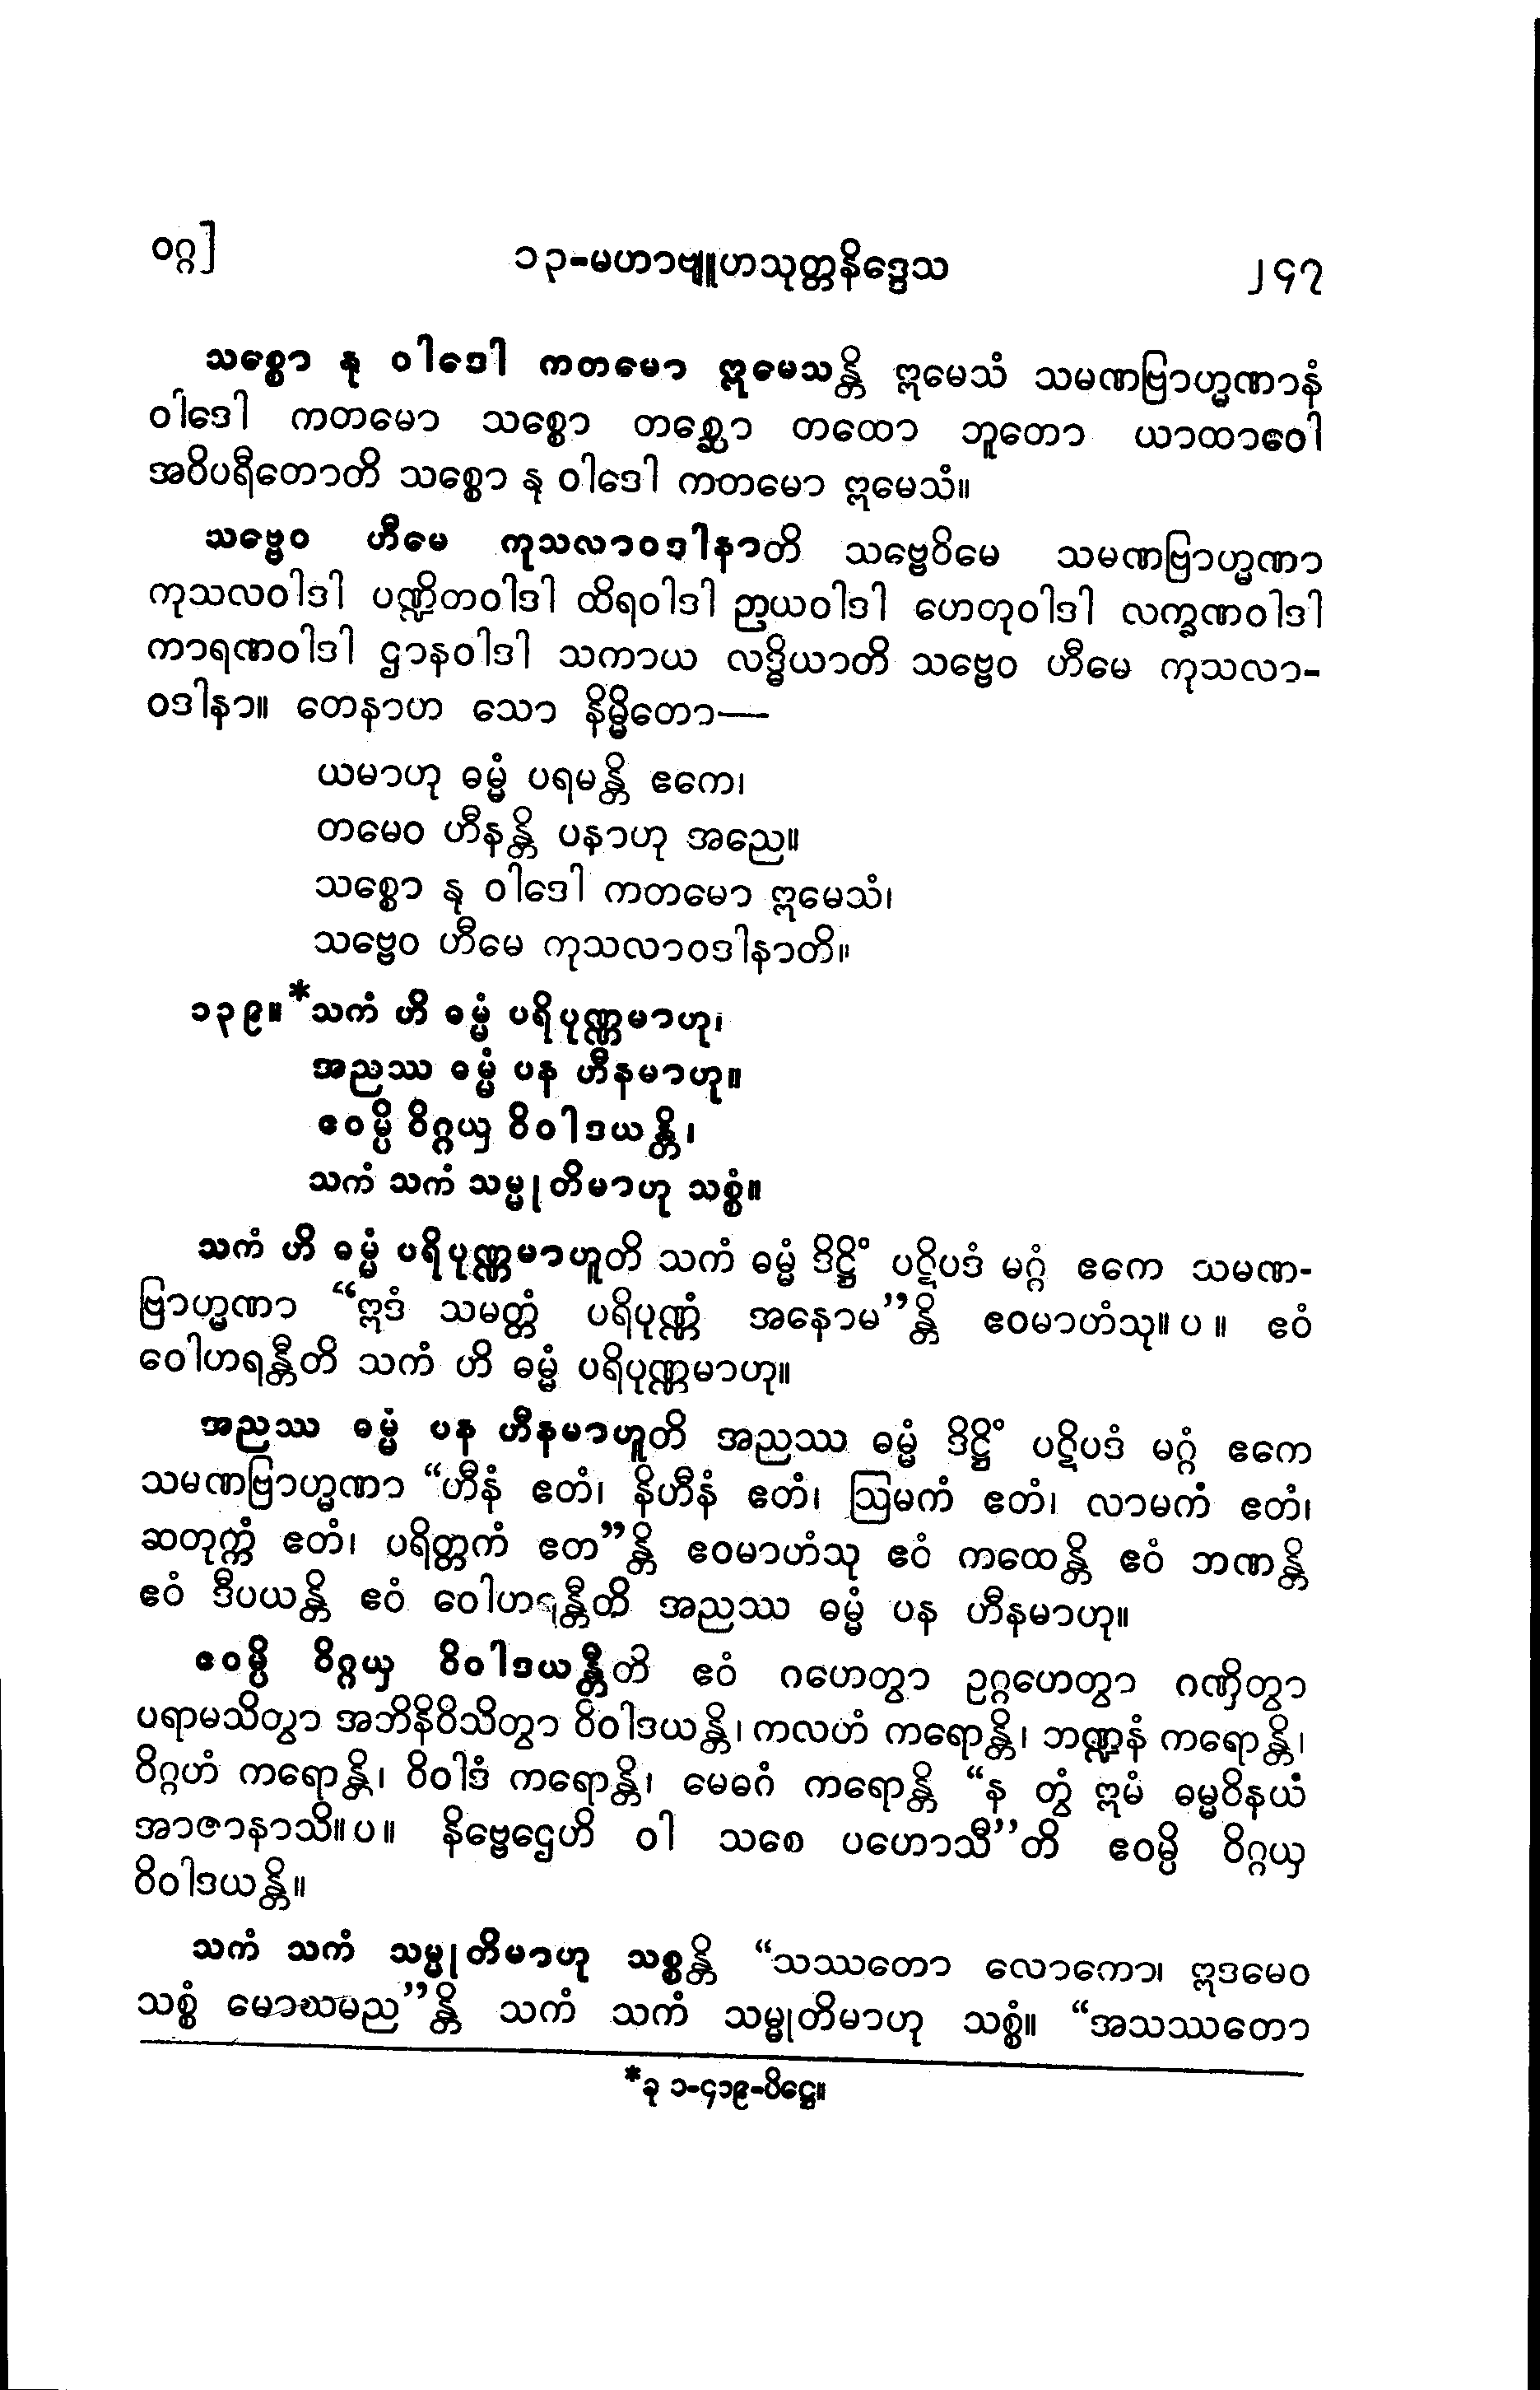 ဝဂ္ဂ] ၁၃-မဟာဗျူဟသုတ္တနိဒ္ဒေသ ၂၄၇
သစ္စော နု ဝါဒေါ ကတမော ဣမေသန္တိ ဣမေသံ သမဏဗြာဟ္မဏာနံ
ဝါဒေါ ကတမော သစ္စော တစ္ဆော တထော ဘူတော ယာထာဝေါ
အဝိပရီတောတိ သစ္စော နု ဝါဒေါ ကတမော ဣမေသံ။
သဗ္ဗေဝ ဟီမေ ကုသလာဝဒါနာတိ သဗ္ဗေဝိမေ သမဏဗြာဟ္မဏာ
ကုသလဝါဒါ ပဏ္ဍိတဝါဒါ ထိရဝါဒါ ဉာယဝါဒါ ဟေတုဝါဒါ လက္ခဏဝါဒါ
ကာရဏဝါဒါ ဌာနဝါဒါ သကာယ လဒ္ဓိယာတိ သဗ္ဗေဝ ဟီမေ ကုသလာ-
ဝဒါနာ။ တေနာဟ သော နိမ္မိတော—
ယမာဟု ဓမ္မံ ပရမန္တိ ဧကေ၊
တမေဝ ဟီနန္တိ ပနာဟု အညေ။
သစ္စော နု ဝါဒေါ ကတမော ဣမေသံ၊
သဗ္ဗေဝ ဟီမေ ကုသလာဝဒါနာတိ။
၁၃၉။ *သကံ ဟိ ဓမ္မံ ပရိပုဏ္ဏမာဟု၊
အညဿ ဓမ္မံ ပန ဟီနမာဟု။
ဧဝမ္ပိ ဝိဂ္ဂယှ ဝိဝါဒယန္တိ၊
သကံ သကံ သမ္မုတိမာဟု သစ္စံ။
သကံ ဟိ ဓမ္မံ ပရိပုဏ္ဏမာဟူတိ သကံ ဓမ္မံ ဒိဋ္ဌိံ ပဋိပဒံ မဂ္ဂံ ဧကေ သမဏ-
ဗြာဟ္မဏာ “ဣဒံ သမတ္တံ ပရိပုဏ္ဏံ အနောမ”န္တိ ဧဝမာဟံသု။ပ။ ဧဝံ
ဝေါဟရန္တီတိ သကံ ဟိ ဓမ္မံ ပရိပုဏ္ဏမာဟု။
အညဿ ဓမ္မံ ပန ဟီနမာဟူတိ အညဿ ဓမ္မံ ဒိဋ္ဌိံ ပဋိပဒံ မဂ္ဂံ ဧကေ
သမဏဗြာဟ္မဏာ “ဟီနံ ဧတံ၊ နိဟီနံ ဧတံ၊ ဩမကံ ဧတံ၊ လာမကံ ဧတံ၊
ဆတုက္ကံ ဧတံ၊ ပရိတ္တကံ ဧတ”န္တိ ဧဝမာဟံသု ဧဝံ ကထေန္တိ ဧဝံ ဘဏန္တိ
ဧဝံ ဒီပယန္တိ ဧဝံ ဝေါဟရန္တီတိ အညဿ ဓမ္မံ ပန ဟီနမာဟု။
ဧဝမ္ပိ ဝိဂ္ဂယှ ဝိဝါဒယန္တီတိ ဧဝံ ဂဟေတွာ ဥဂ္ဂဟေတွာ ဂဏှိတွာ
ပရာမသိတွာ အဘိနိဝိသိတွာ ဝိဝါဒယန္တိ၊ ကလဟံ ကရောန္တိ၊ ဘဏ္ဍနံ ကရောန္တိ၊
ဝိဂ္ဂဟံ ကရောန္တိ၊ ဝိဝါဒံ ကရောန္တိ၊ မေဓဂံ ကရောန္တိ “န တွံ ဣမံ ဓမ္မဝိနယံ
အာဇာနာသိ။ပ။ နိဗ္ဗေဌေဟိ ဝါ သစေ ပဟောသီ”တိ ဧဝမ္ပိ ဝိဂ္ဂယှ
ဝိဝါဒယန္တိ။
သကံ သကံ သမ္မုတိမာဟု သစ္စန္တိ “သဿတော လောကော၊ ဣဒမေဝ
သစ္စံ မောဃမည”န္တိ သကံ သကံ သမ္မုတိမာဟု သစ္စံ။ “အသဿတော
*ခု ၁-၄၁၉-ပိဋ္ဌေ။